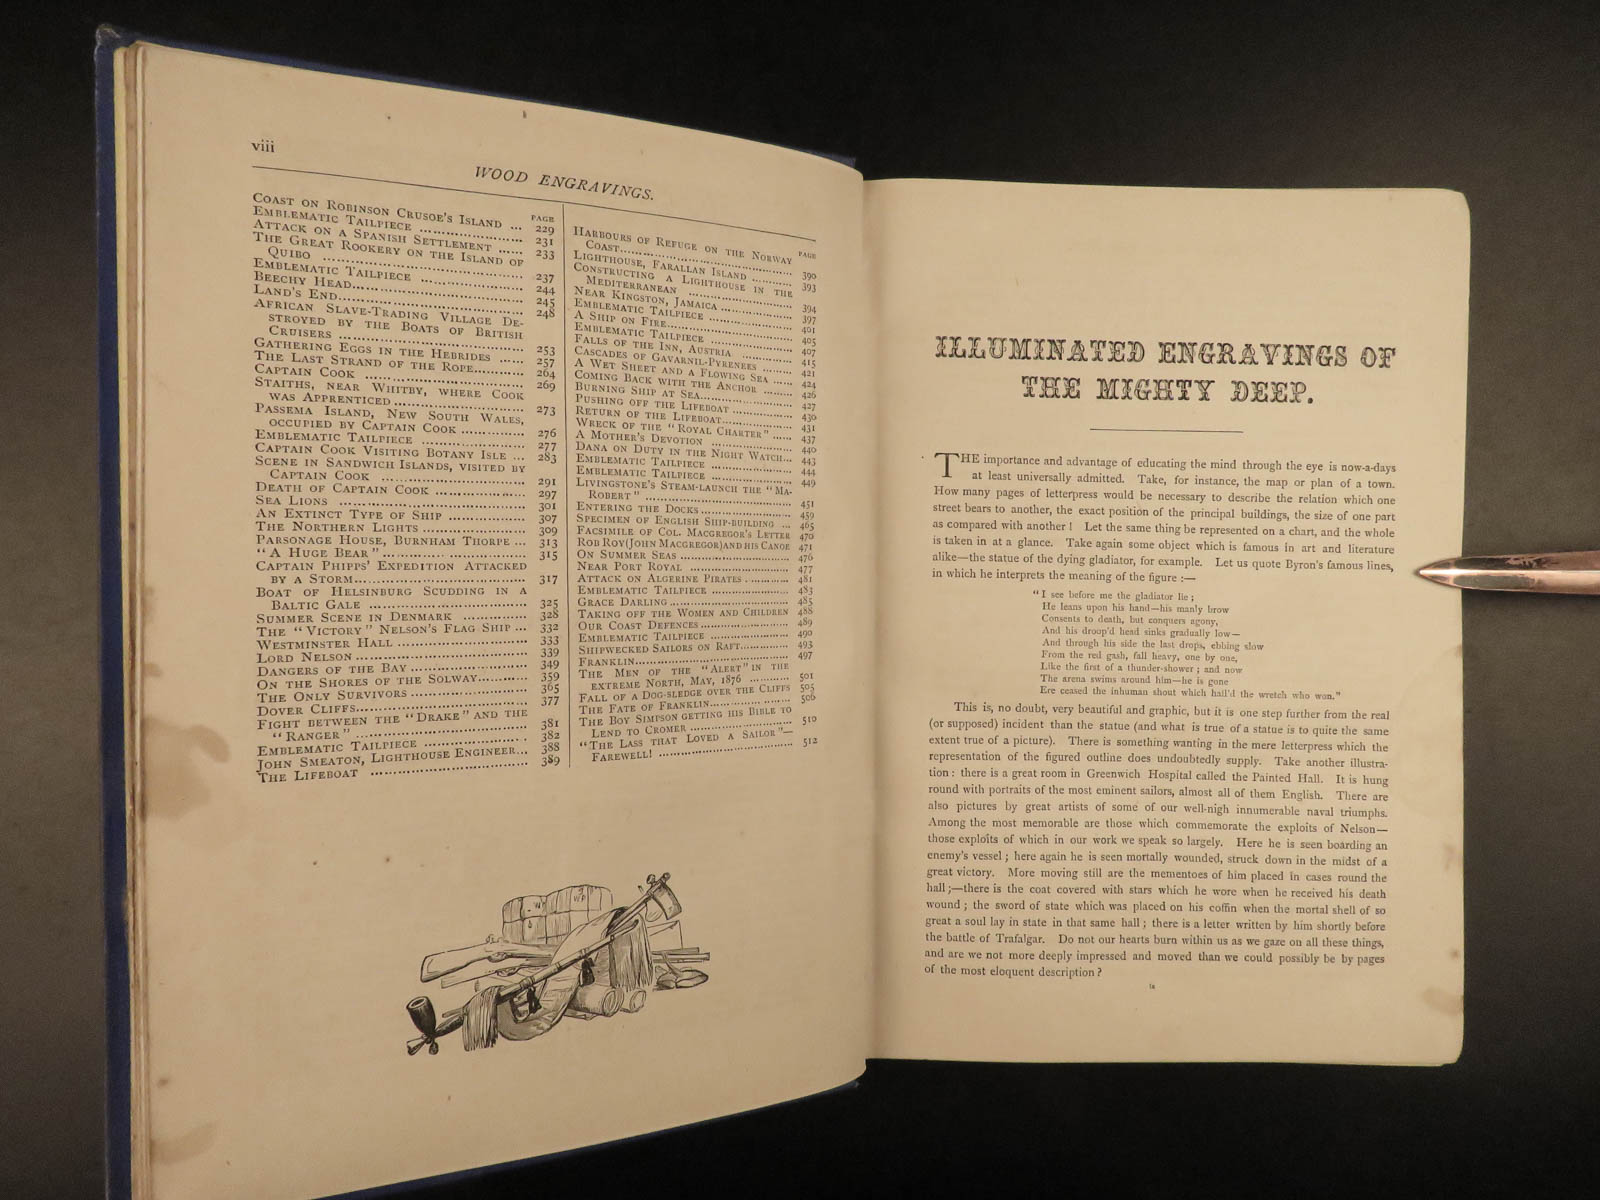 viii
WOOD ENGRAVINGS.
PAGE
COAST ON ROBINSON CRUSOE'S ISLAND ... 229
EMBLEMATIC TAILPIECE ..................... 231
ATTACK ON A SPANISH SETTLEMENT ...... 233
THE GREAT ROOKERY ON THE ISLAND OF
QUIBO ..................... 237
EMBLEMATIC TAILPIECE ..................... 244
BEECHY HEAD..................... 245
LAND'S END..................... 248
AFRICAN SLAVE-TRADING VILLAGE DE-
STROYED BY THE BOATS OF BRITISH
CRUISERS ..................... 253
GATHERING EGGS IN THE HEBRIDES ...... 257
THE LAST STRAND OF THE ROPE............ 264
CAPTAIN COOK ..................... 269
STAITHS, NEAR WHITBY, WHERE COOK
WAS APPRENTICED..................... 273
PASSEMA ISLAND, NEW SOUTH WALES,
OCCUPIED BY CAPTAIN COOK ............... 276
EMBLEMATIC TAILPIECE ..................... 277
CAPTAIN COOK VISITING BOTANY ISLE ... 283
SCENE IN SANDWICH ISLANDS, VISITED BY
CAPTAIN COOK ..................... 291
DEATH OF CAPTAIN COOK ..................... 297
SEA LIONS ..................... 301
AN EXTINCT TYPE OF SHIP .................. 307
THE NORTHERN LIGHTS ..................... 309
PARSONAGE HOUSE, BURNHAM THORPE ... 313
"A HUGE BEAR"..................... 315
CAPTAIN PHIPPS' EXPEDITION ATTACKED
BY A STORM..................... 317
BOAT OF HELSINBURG SCUDDING IN A
BALTIC GALE ..................... 325
SUMMER SCENE IN DENMARK ............... 328
THE "VICTORY" NELSON'S FLAG SHIP ... 332
WESTMINSTER HALL ..................... 333
LORD NELSON..................... 339
DANGERS OF THE BAY ..................... 349
ON THE SHORES OF THE SOLWAY............ 359
THE ONLY SURVIVORS ..................... 365
DOVER CLIFFS..................... 377
FIGHT BETWEEN THE "DRAKE" AND THE
"RANGER" ..................... 381
EMBLEMATIC TAILPIECE ..................... 382
JOHN SMEATON, LIGHTHOUSE ENGINEER... 388
THE LIFEBOAT ..................... 389
PAGE
HARBOURS OF REFUGE ON THE NORWAY
COAST..................... 390
LIGHTHOUSE, FARALLAN ISLAND ............ 393
CONSTRUCTING A LIGHTHOUSE IN THE
MEDITERRANEAN ..................... 394
NEAR KINGSTON, JAMAICA .................. 397
EMBLEMATIC TAILPIECE ..................... 401
A SHIP ON FIRE..................... 405
EMBLEMATIC TAILPIECE ..................... 407
FALLS OF THE INN, AUSTRIA ............... 415
CASCADES OF GAVARNIL-PYRENEES ......... 421
A WET SHEET AND A FLOWING SEA ...... 424
COMING BACK WITH THE ANCHOR ......... 426
BURNING SHIP AT SEA..................... 427
PUSHING OFF THE LIFEBOAT ............... 430
RETURN OF THE LIFEBOAT..................... 431
WRECK OF THE "ROYAL CHARTER" ...... 437
A MOTHER'S DEVOTION ..................... 440
DANA ON DUTY IN THE NIGHT WATCH... 443
EMBLEMATIC TAILPIECE ..................... 444
EMBLEMATIC TAILPIECE ..................... 449
LIVINGSTONE'S STEAM-LAUNCH THE "MA-
ROBERT" ..................... 451
ENTERING THE DOCKS..................... 459
SPECIMEN OF ENGLISH SHIP-BUILDING ... 465
FACSIMILE OF COL. MACGREGOR'S LETTER 470
ROB ROY(JOHN MACGREGOR)AND HIS CANOE 471
ON SUMMER SEAS ..................... 476
NEAR PORT ROYAL ..................... 477
ATTACK ON ALGERINE PIRATES ............ 481
EMBLEMATIC TAILPIECE ..................... 483
GRACE DARLING..................... 485
TAKING OFF THE WOMEN AND CHILDREN 488
OUR COAST DEFENCES..................... 489
EMBLEMATIC TAILPIECE ..................... 490
SHIPWECKED SAILORS ON RAFT............... 493
FRANKLIN..................... 497
THE MEN OF THE "ALERT" IN THE
EXTREME NORTH, MAY, 1876 ............ 501
FALL OF A DOG-SLEDGE OVER THE CLIFFS 505
THE FATE OF FRANKLIN..................... 506
THE BOY SIMPSON GETTING HIS BIBLE TO
LEND TO CROMER ..................... 510
"THE LASS THAT LOVED A SAILOR"—
FAREWELL! ..................... 512
ILLUMINATED ENGRAVINGS OF
THE MIGHTY DEEP.
THE importance and advantage of educating the mind through the eye is now-a-days
at least universally admitted. Take, for instance, the map or plan of a town.
How many pages of letterpress would be necessary to describe the relation which one
street bears to another, the exact position of the principal buildings, the size of one part
as compared with another! Let the same thing be represented on a chart, and the whole
is taken in at a glance. Take again some object which is famous in art and literature
alike—the statue of the dying gladiator, for example. Let us quote Byron's famous lines,
in which he interprets the meaning of the figure :—
"I see before me the gladiator lie ;
He leans upon his hand—his manly brow
Consents to death, but conquers agony,
And his droop'd head sinks gradually low—
And through his side the last drops, ebbing slow
From the red gash, fall heavy, one by one,
Like the first of a thunder-shower ; and now
The arena swims around him—he is gone
Ere ceased the inhuman shout which hail'd the wretch who won."
This is, no doubt, very beautiful and graphic, but it is one step further from the real
(or supposed) incident than the statue (and what is true of a statue is to quite the same
extent true of a picture). There is something wanting in the mere letterpress which the
representation of the figured outline does undoubtedly supply. Take another illustra-
tion : there is a great room in Greenwich Hospital called the Painted Hall. It is hung
round with portraits of the most eminent sailors, almost all of them English. There are
also pictures by great artists of some of our well-nigh innumerable naval triumphs.
Among the most memorable are those which commemorate the exploits of Nelson—
those exploits of which in our work we speak so largely. Here he is seen boarding an
enemy's vessel ; here again he is seen mortally wounded, struck down in the midst of a
great victory. More moving still are the mementoes of him placed in cases round the
hall ;—there is the coat covered with stars which he wore when he received his death
wound ; the sword of state which was placed on his coffin when the mortal shell of so
great a soul lay in state in that same hall ; there is a letter written by him shortly before
the battle of Trafalgar. Do not our hearts burn within us as we gaze on all these things,
and are we not more deeply impressed and moved than we could possibly be by pages
of the most eloquent description ?